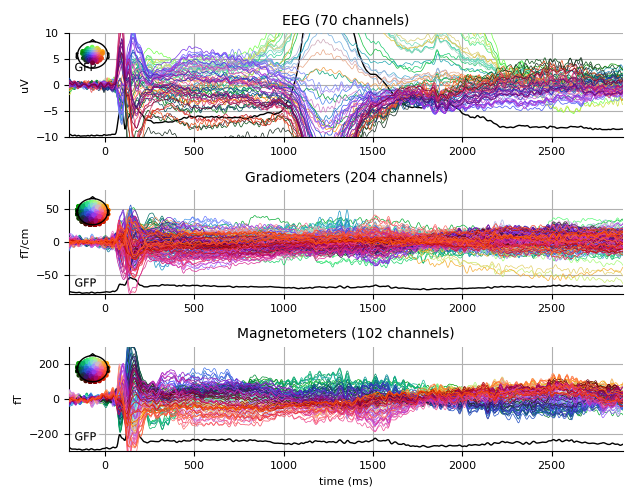 EEG (70 channels)
10
5
0
−5
−10
uV
GFP
0 500 1000 1500 2000 2500
Gradiometers (204 channels)
50
0
−50
fT/cm
GFP
0 500 1000 1500 2000 2500
Magnetometers (102 channels)
200
0
−200
fT
GFP
0 500 1000 1500 2000 2500
time (ms)